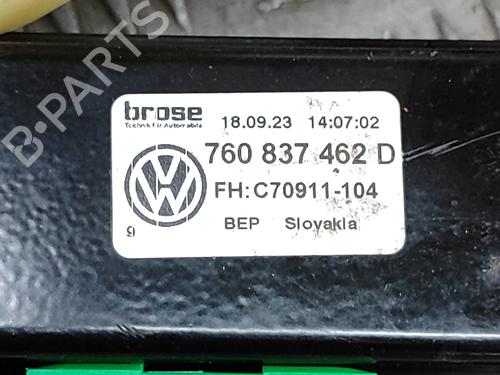 brose
Technik für Automobile
18.09.23 14:07:02
760 837 462 D
FH: C70911-104
BEP Slovakia
9
B-PARTS